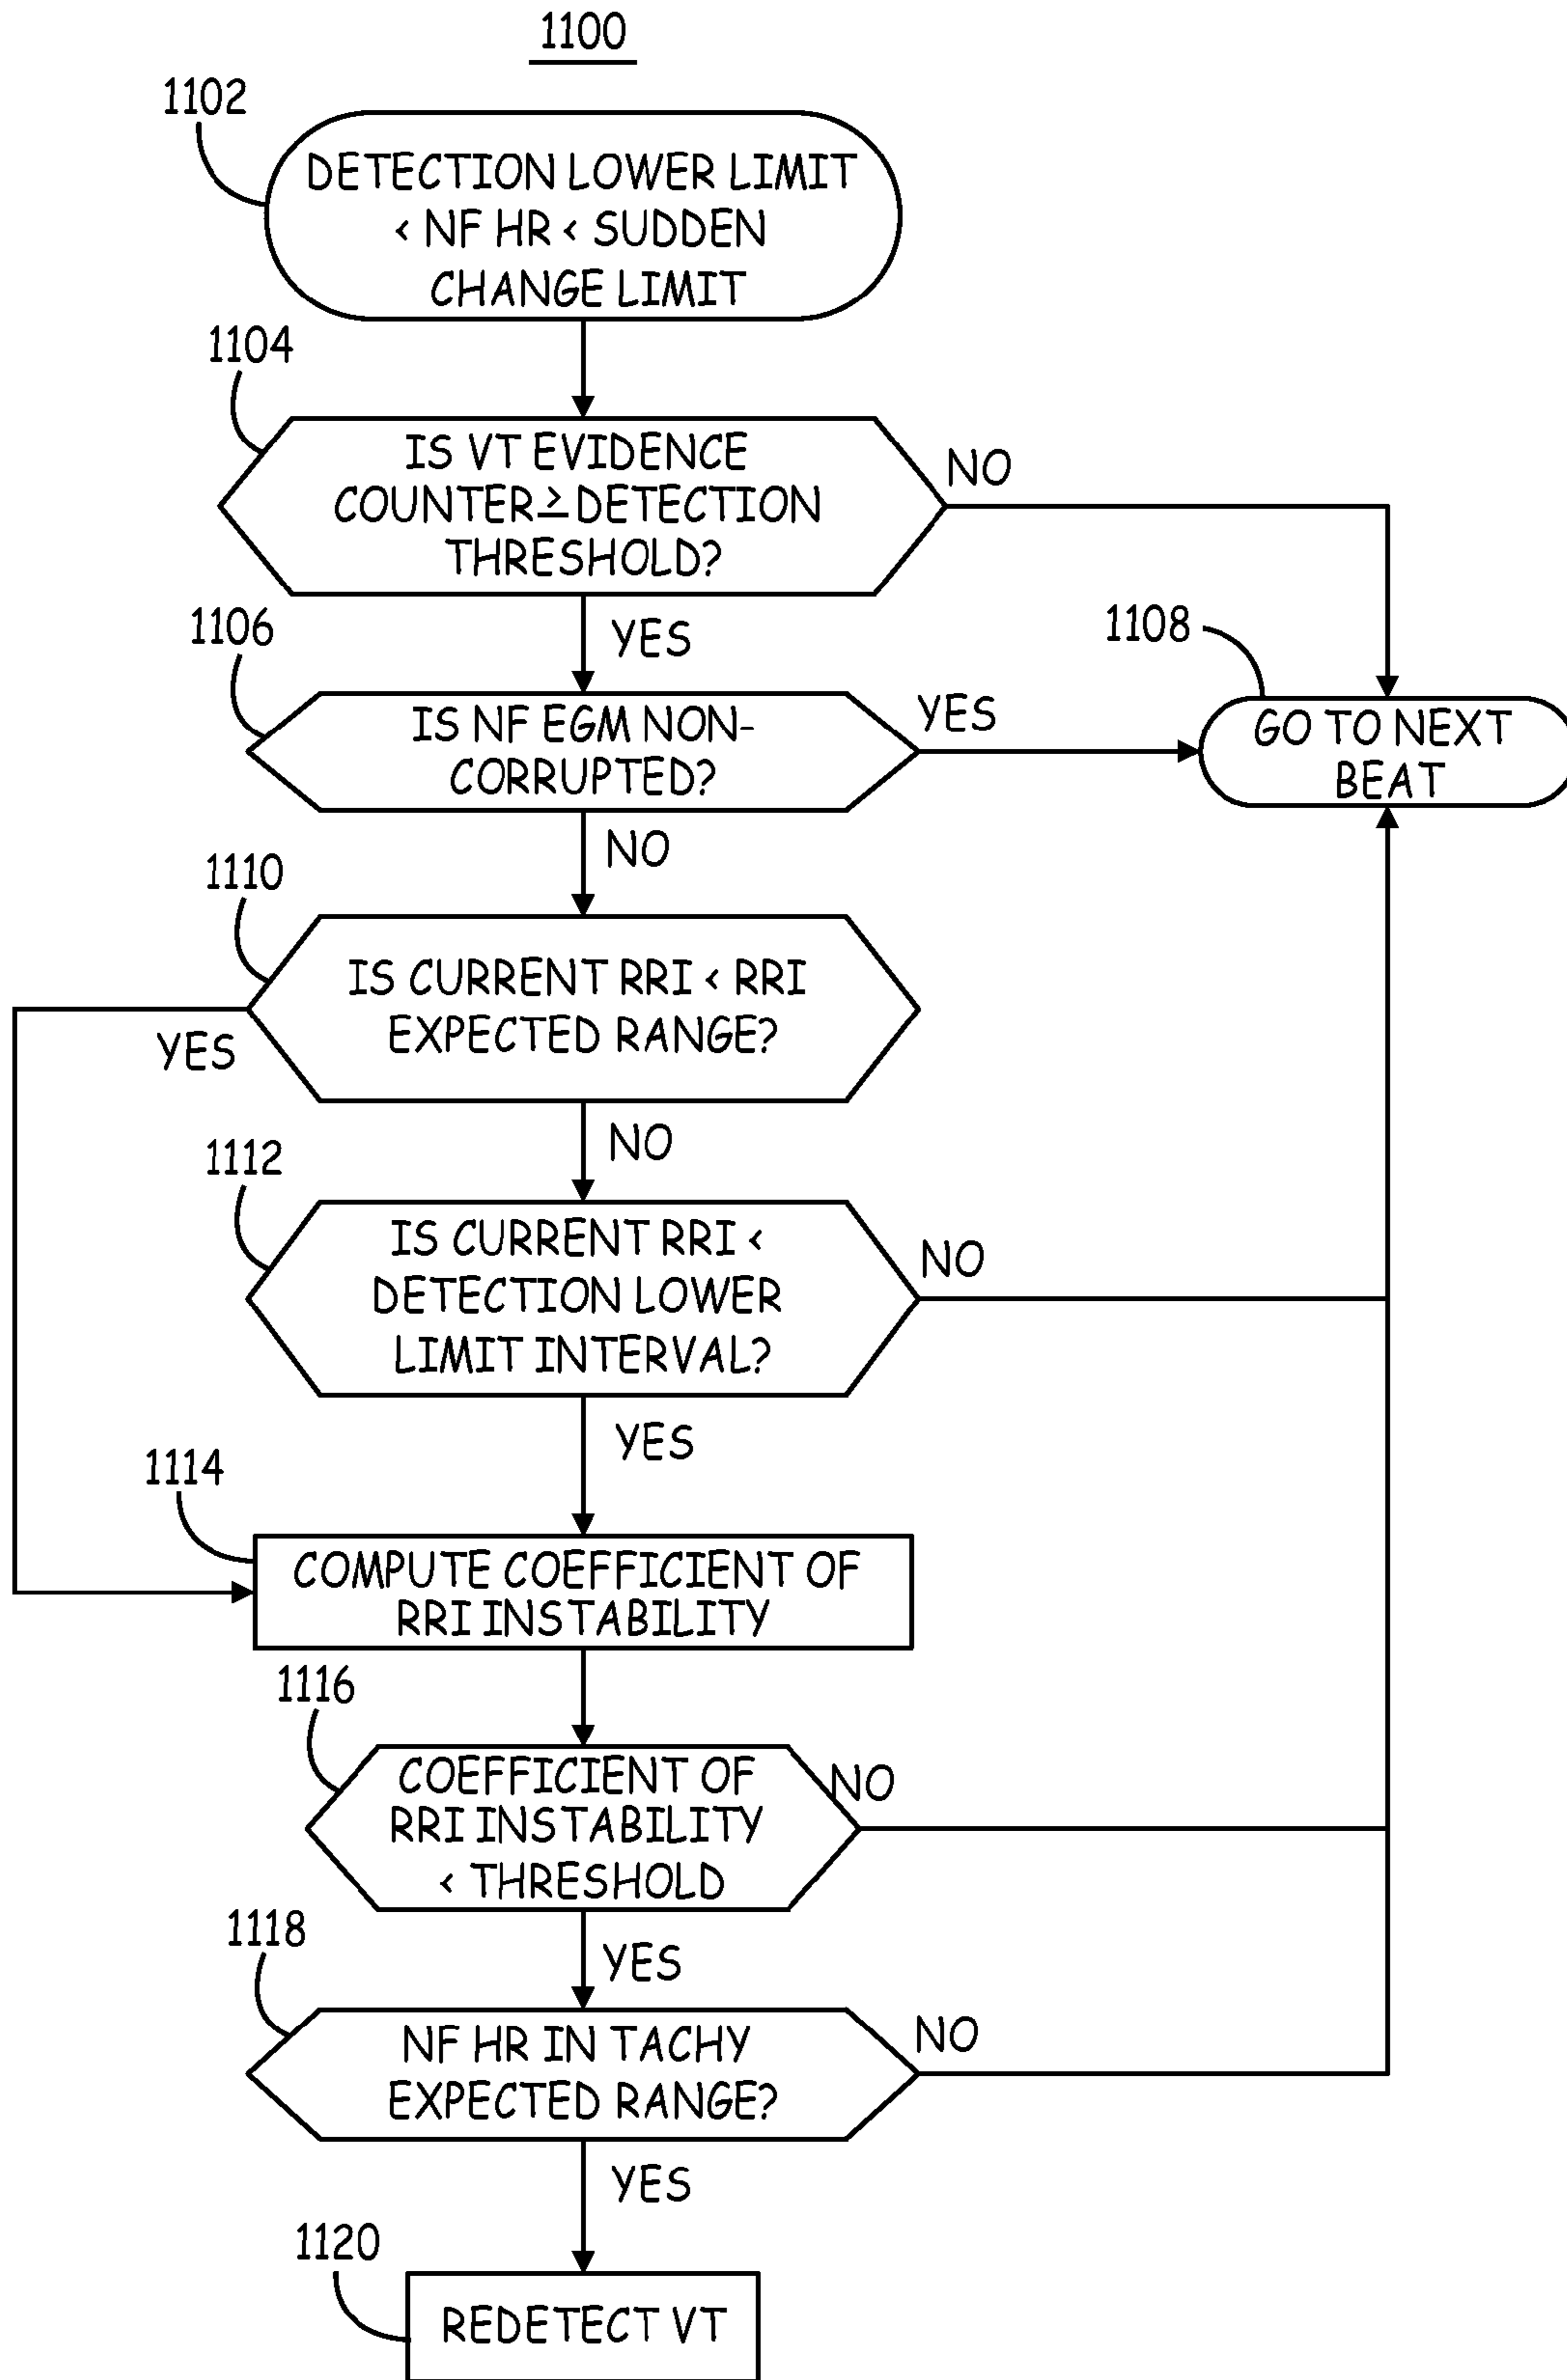 1100
1102
DETECTION LOWER LIMIT
< NF HR < SUDDEN
CHANGE LIMIT
1104
IS VT EVIDENCE
COUNTER ≥ DETECTION
THRESHOLD?
NO
YES
1106
IS NF EGM NON-
CORRUPTED?
YES
1108
GO TO NEXT
BEAT
NO
1110
IS CURRENT RRI < RRI
EXPECTED RANGE?
YES
NO
1112
IS CURRENT RRI <
DETECTION LOWER
LIMIT INTERVAL?
NO
YES
1114
COMPUTE COEFFICIENT OF
RRI INSTABILITY
1116
COEFFICIENT OF
RRI INSTABILITY
< THRESHOLD
NO
YES
1118
NF HR IN TACHY
EXPECTED RANGE?
NO
YES
1120
REDETECT VT